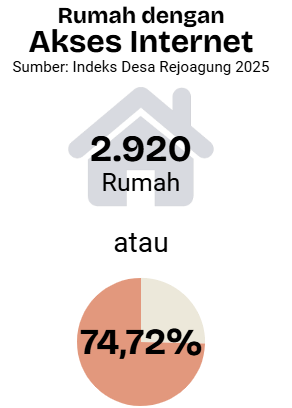 Rumah dengan
Akses Internet
Sumber: Indeks Desa Rejoagung 2025
2.920
Rumah
atau
74,72%